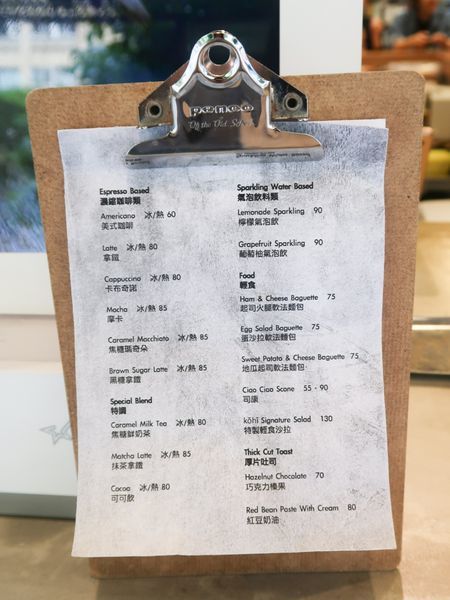 PENCO
Of the Old School
Espresso Based
濃縮咖啡類
Americano 冰/熱 60
美式咖啡
Latte 冰/熱 80
拿鐵
Cappuccino 冰/熱 80
卡布奇諾
Mocha 冰/熱 85
摩卡
Caramel Macchiato 冰/熱 85
焦糖瑪奇朵
Brown Sugar Latte 冰/熱 85
黑糖拿鐵
Special Blend
特調
Caramel Milk Tea 冰/熱 80
焦糖鮮奶茶
Matcha Latte 冰/熱 85
抹茶拿鐵
Cocoa 冰/熱 80
可可飲
Sparkling Water Based
氣泡飲料類
Lemonade Sparkling 90
檸檬氣泡飲
Grapefruit Sparkling 90
葡萄柚氣泡飲
Food
輕食
Ham & Cheese Baguette 75
起司火腿軟法麵包
Egg Salad Baguette 75
蛋沙拉軟法麵包
Sweet Potato & Cheese Baguette 75
地瓜起司軟法麵包
Ciao Ciao Scone 55 - 90
司康
kōhī Signature Salad 130
特製輕食沙拉
Thick Cut Toast
厚片吐司
Hazelnut Chocolate 70
巧克力榛果
Red Bean Paste With Cream 80
紅豆奶油